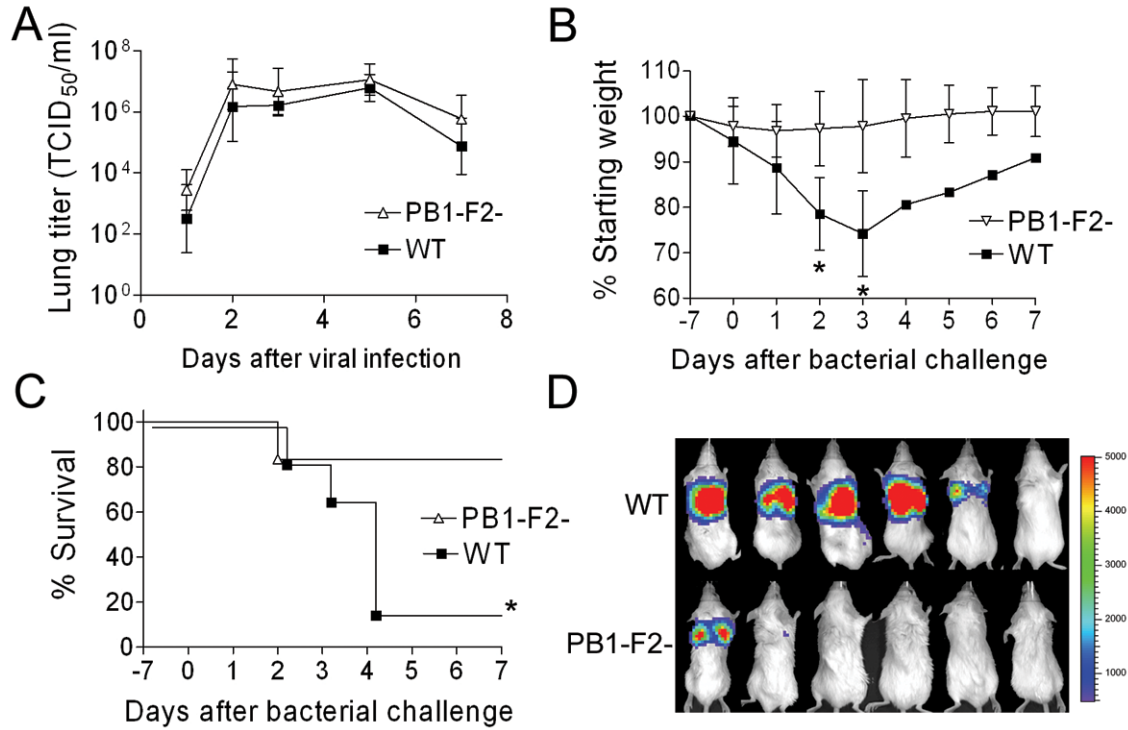 A
Lung titer (TCID50/ml)
10^8
10^6
10^4
10^2
10^0
PB1-F2-
WT
0 2 4 6 8
Days after viral infection
B
% Starting weight
110
100
90
80
70
60
PB1-F2-
WT
*
*
-7 0 1 2 3 4 5 6 7
Days after bacterial challenge
C
% Survival
100
80
60
40
20
0
PB1-F2-
WT
*
-7 0 1 2 3 4 5 6 7
Days after bacterial challenge
D
WT
PB1-F2-
5000
4000
3000
2000
1000